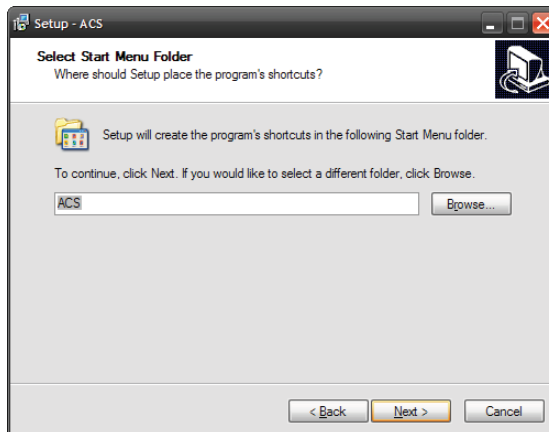 Setup - ACS
Select Start Menu Folder
Where should Setup place the program's shortcuts?
Setup will create the program's shortcuts in the following Start Menu folder.
To continue, click Next. If you would like to select a different folder, click Browse.
ACS
Browse...
< Back
Next >
Cancel